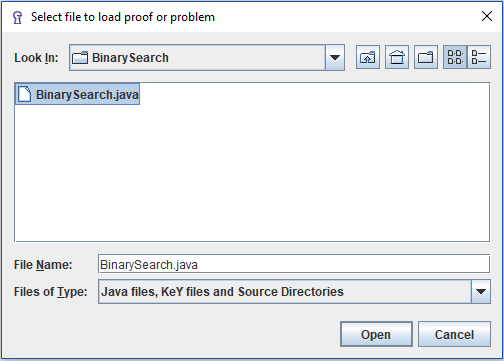 Select file to load proof or problem
Look In: BinarySearch
BinarySearch.java
File Name: BinarySearch.java
Files of Type: Java files, KeY files and Source Directories
Open Cancel